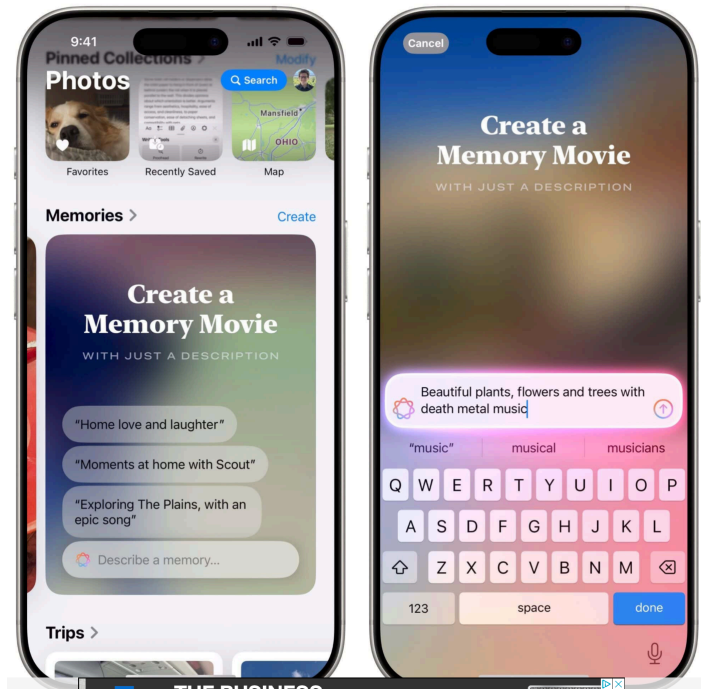 9:41
Pinned Collections >
Modify
Photos
Search
Mansfield
OHIO
Favorites
Recently Saved
Map
Memories >
Create
Create a
Memory Movie
WITH JUST A DESCRIPTION
“Home love and laughter”
“Moments at home with Scout”
“Exploring The Plains, with an
epic song”
Describe a memory...
Trips >
Cancel
Create a
Memory Movie
WITH JUST A DESCRIPTION
Beautiful plants, flowers and trees with
death metal music
“music” musical musicians
Q W E R T Y U I O P
A S D F G H J K L
Z X C V B N M
123 space done
THE BUSINESS